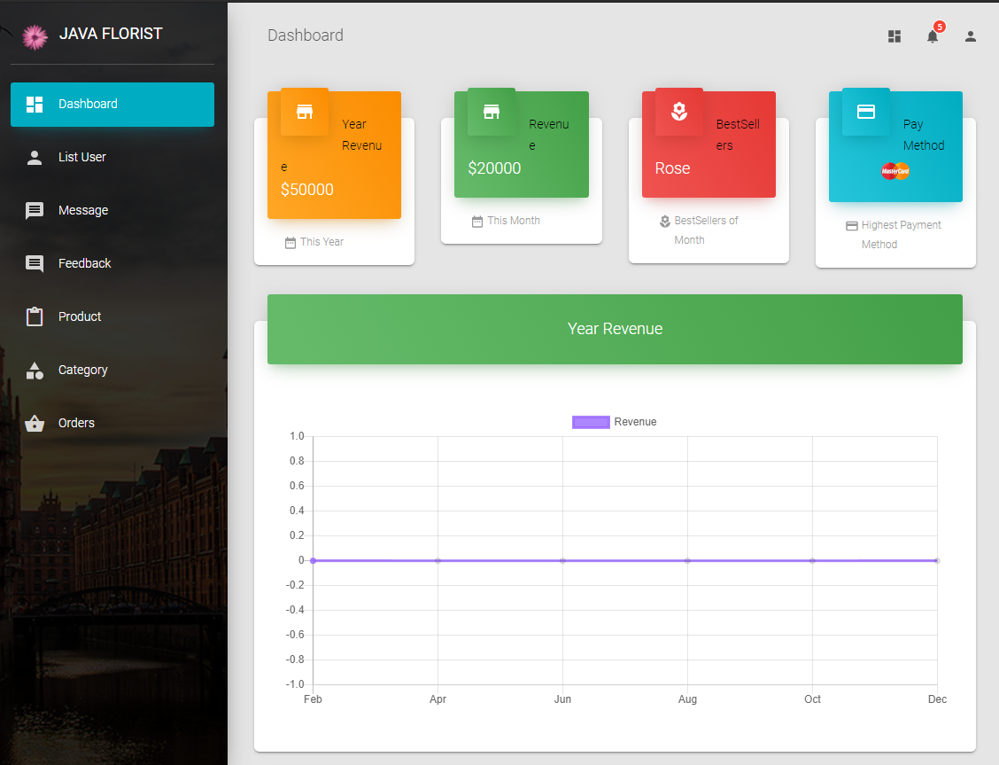 JAVA FLORIST
Dashboard
List User
Message
Feedback
Product
Category
Orders
Dashboard
5
Year
Revenu
e
$50000
This Year
Revenu
e
$20000
This Month
BestSell
ers
Rose
BestSellers of
Month
Pay
Method
MasterCard
Highest Payment
Method
Year Revenue
Revenue
1.0
0.8
0.6
0.4
0.2
0
-0.2
-0.4
-0.6
-0.8
-1.0
Feb Apr Jun Aug Oct Dec